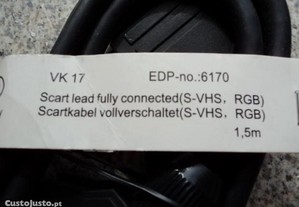 VK 17 EDP-no.:6170
Scart lead fully connected(S-VHS, RGB)
Scartkabel vollverschaltet(S-VHS, RGB)
1,5m
CustoJusto.pt